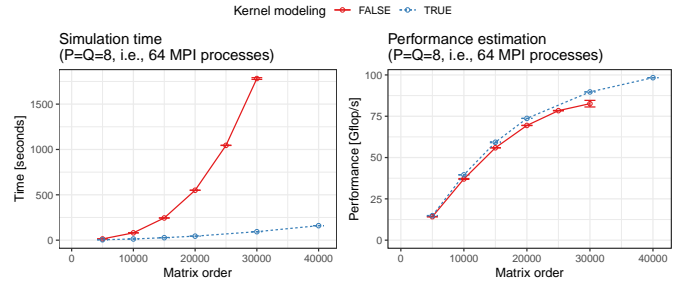 Kernel modeling FALSE TRUE
Simulation time
(P=Q=8, i.e., 64 MPI processes)
Time [seconds]
1500
1000
500
0
0 10000 20000 30000 40000
Matrix order
Performance estimation
(P=Q=8, i.e., 64 MPI processes)
Performance [Gflop/s]
100
75
50
25
0
0 10000 20000 30000 40000
Matrix order